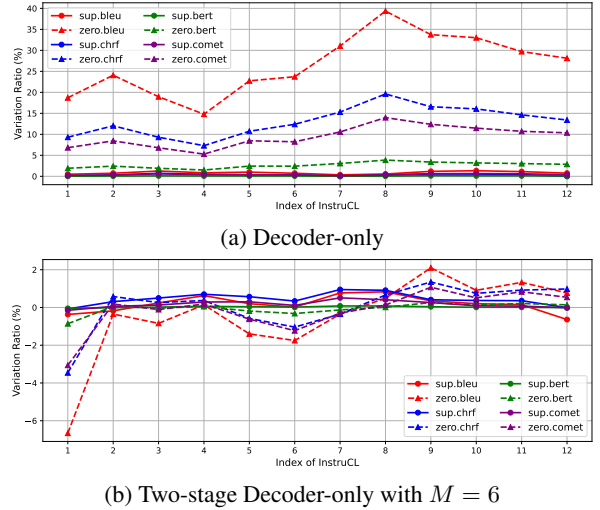 40
35
30
25
20
15
10
5
0
Variation Ratio (%)
sup.bleu
zero.bleu
sup.chrf
zero.chrf
sup.bert
zero.bert
sup.comet
zero.comet
1 2 3 4 5 6 7 8 9 10 11 12
Index of InstruCL
(a) Decoder-only
2
0
−2
−4
−6
Variation Ratio (%)
sup.bleu
zero.bleu
sup.chrf
zero.chrf
sup.bert
zero.bert
sup.comet
zero.comet
1 2 3 4 5 6 7 8 9 10 11 12
Index of InstruCL
(b) Two-stage Decoder-only with M = 6